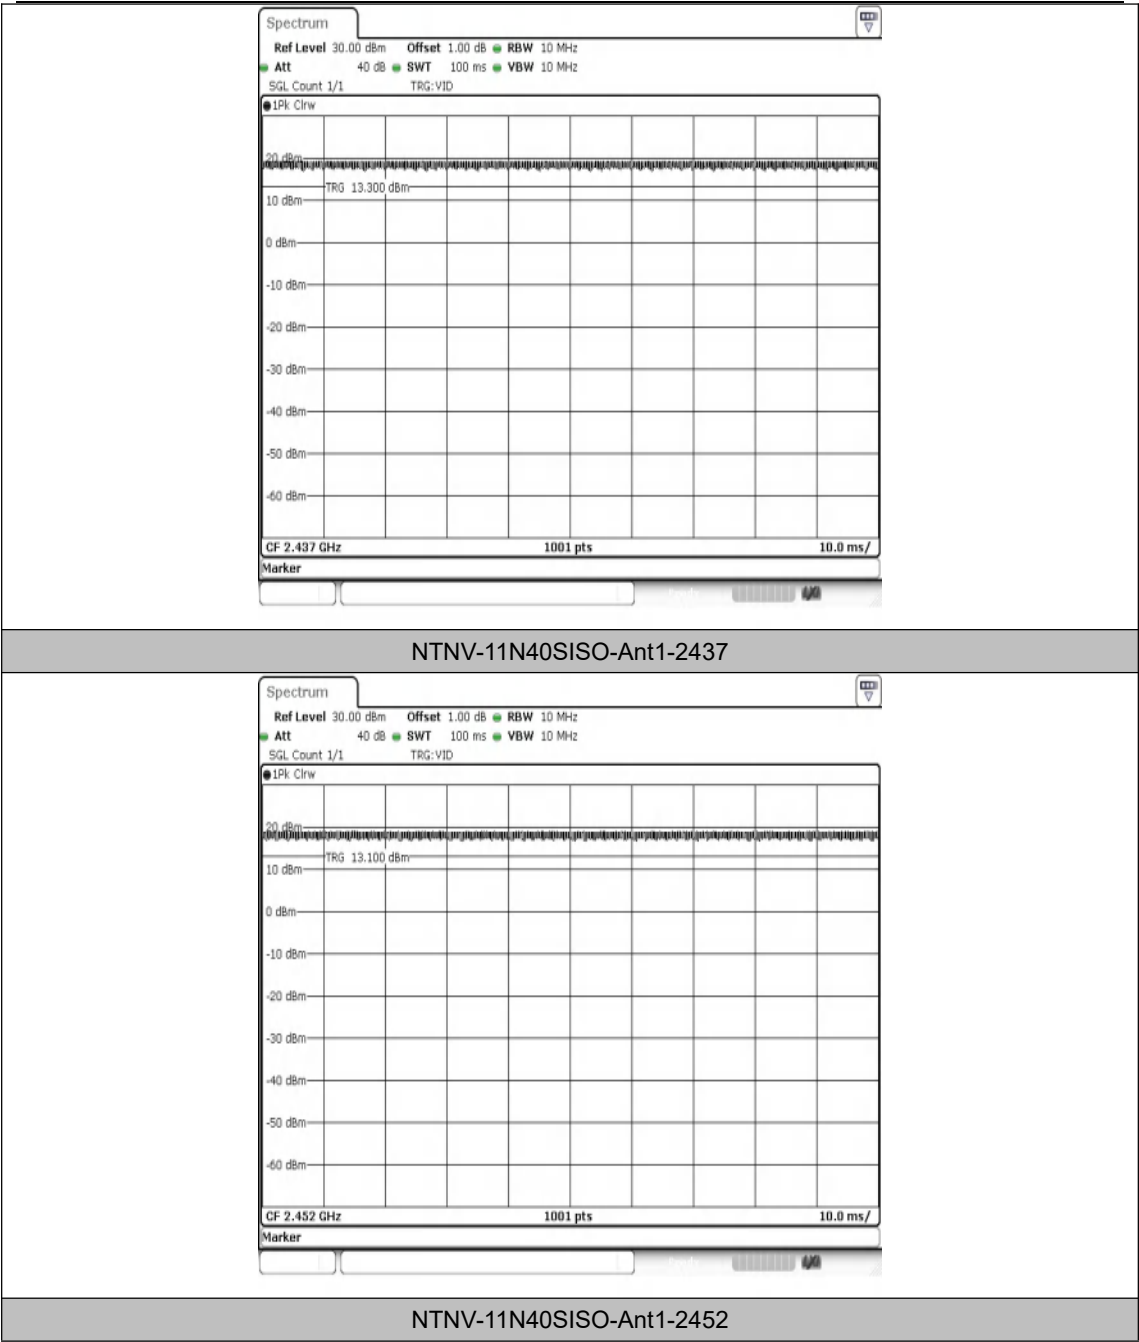 Spectrum
Ref Level 30.00 dBm Offset 1.00 dB RBW 10 MHz
Att 40 dB SWT 100 ms VBW 10 MHz
SGL Count 1/1 TRG:VID
1Pk Clrw
20 dBm
TRG 13.300 dBm
10 dBm
0 dBm
-10 dBm
-20 dBm
-30 dBm
-40 dBm
-50 dBm
-60 dBm
CF 2.437 GHz 1001 pts 10.0 ms/
Marker
NTNV-11N40SISO-Ant1-2437
Spectrum
Ref Level 30.00 dBm Offset 1.00 dB RBW 10 MHz
Att 40 dB SWT 100 ms VBW 10 MHz
SGL Count 1/1 TRG:VID
1Pk Clrw
20 dBm
TRG 13.100 dBm
10 dBm
0 dBm
-10 dBm
-20 dBm
-30 dBm
-40 dBm
-50 dBm
-60 dBm
CF 2.452 GHz 1001 pts 10.0 ms/
Marker
NTNV-11N40SISO-Ant1-2452